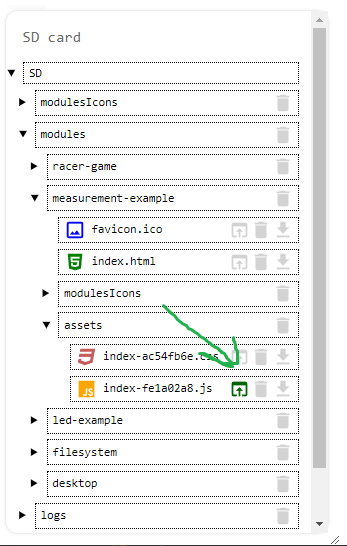 SD card
SD
modulesIcons
modules
racer-game
measurement-example
favicon.ico
index.html
modulesIcons
assets
index-ac54fb6e.css
JS index-fe1a02a8.js
led-example
filesystem
desktop
logs